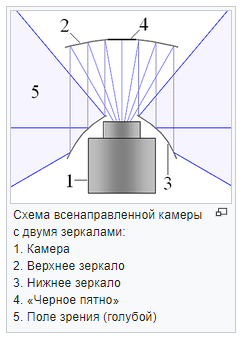 2
4
5
1
3
Схема всенаправленной камеры
с двумя зеркалами:
1. Камера
2. Верхнее зеркало
3. Нижнее зеркало
4. «Черное пятно»
5. Поле зрения (голубой)